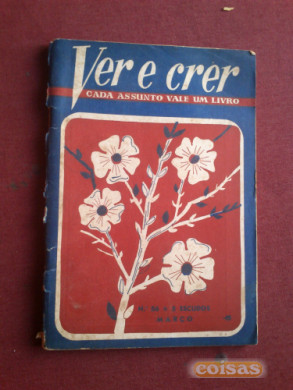 Ver e crer
CADA ASSUNTO VALE UM LIVRO
coisas